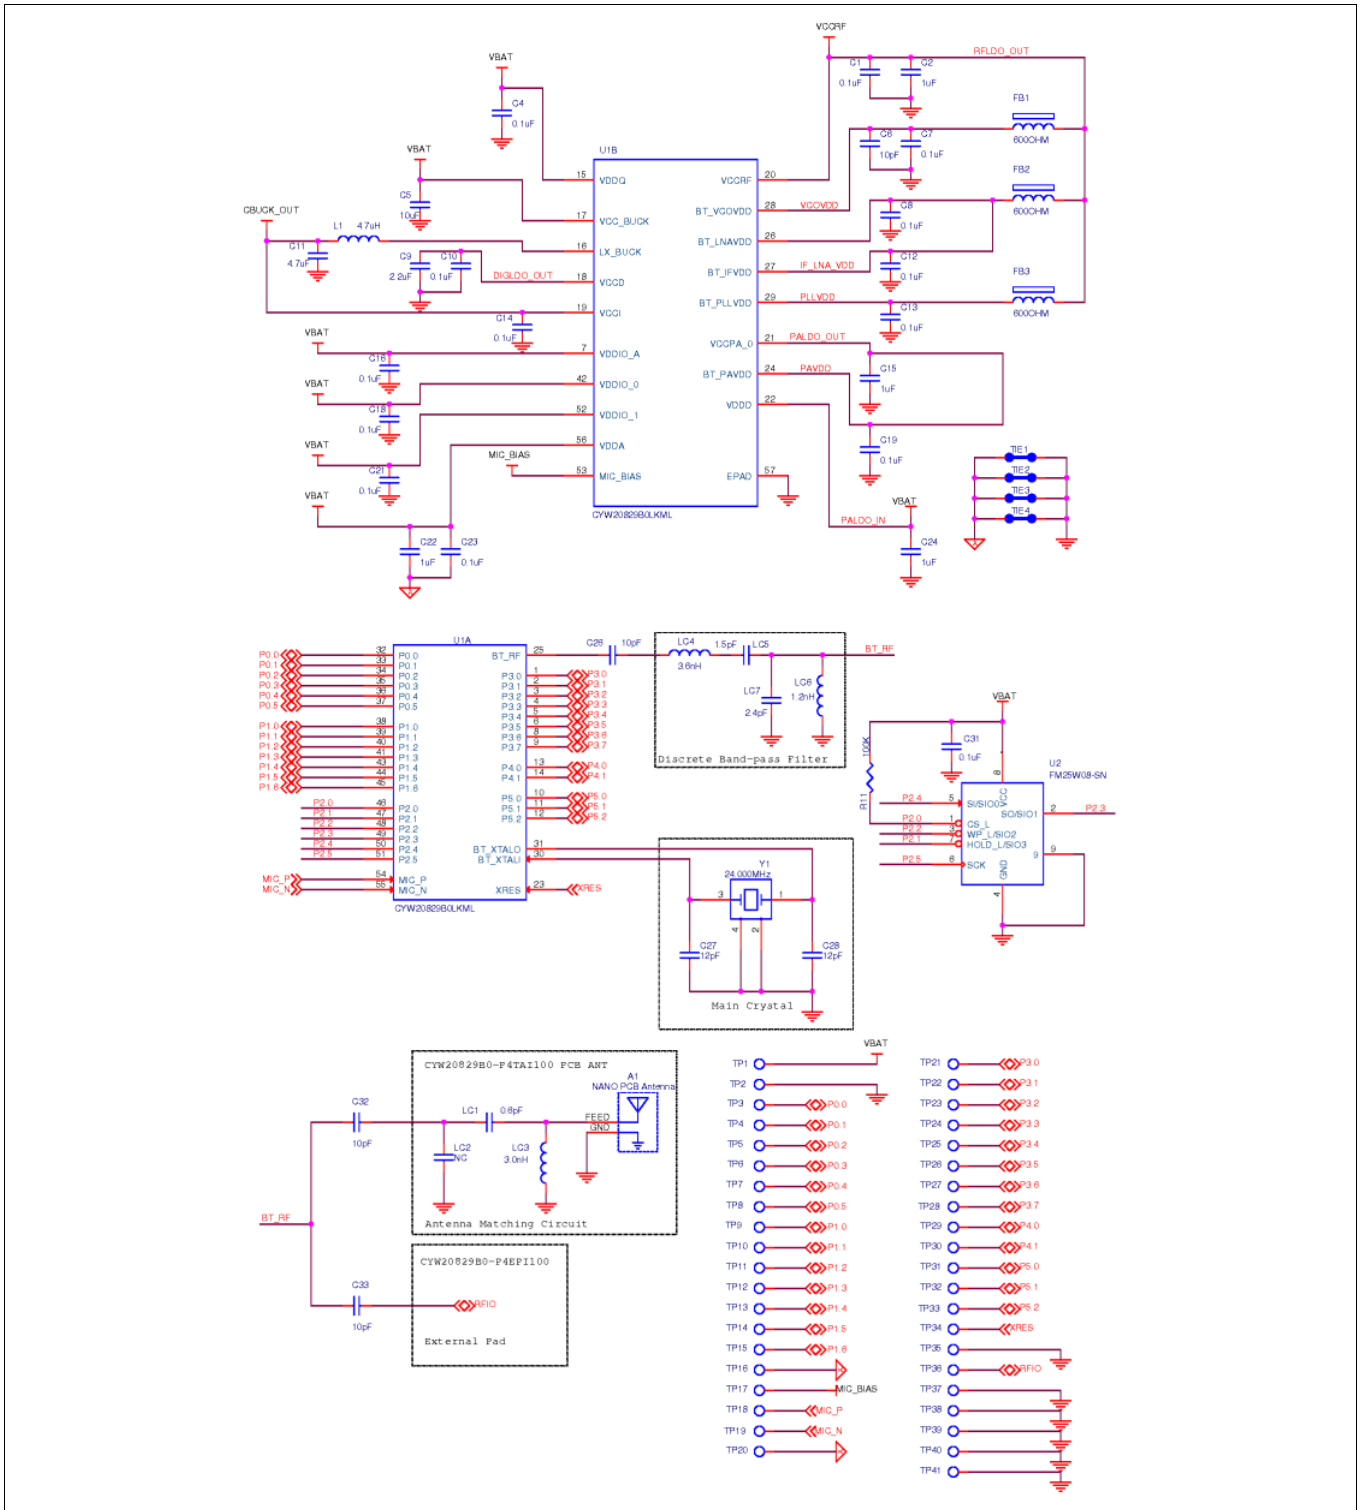 VCCRF
RFLDO_OUT
VBAT
C1
0.1uF
C2
1uF
C4
0.1uF
FB1
600OHM
C6
10pF
C7
0.1uF
VBAT
U1B
C5
10uF
15 VDDQ
VCCRF 20
FB2
600OHM
CBUCK_OUT
17 VCC_BUCK
BT_VCOVDD 28 VCOVDD
C8
0.1uF
L1 4.7uH
C11
4.7uF
16 LX_BUCK
BT_LNAVDD 26
C9
2.2uF
C10
0.1uF
DIGLDO_OUT 18 VCCD
BT_IFVDD 27 IF_LNA_VDD
C12
0.1uF
FB3
600OHM
19 VCCI
BT_PLLVDD 29 PLLVDD
C13
0.1uF
C14
0.1uF
VBAT
VCCPA_0 21 PALDO_OUT
7 VDDIO_A
C16
0.1uF
BT_PAVDD 24 PAVDD
C15
1uF
VBAT
42 VDDIO_0
VDDD 22
C18
0.1uF
52 VDDIO_1
VBAT
C19
0.1uF
56 VDDA
MIC_BIAS
53 MIC_BIAS
EPAD 57
C21
0.1uF
TIE1
TIE2
TIE3
TIE4
VBAT
CYW20829B0LKML
PALDO_IN
VBAT
C22
1uF
C23
0.1uF
C24
1uF
U1A
P0.0 32 P0.0
P0.1 33 P0.1
P0.2 34 P0.2
P0.3 35 P0.3
P0.4 36 P0.4
P0.5 37 P0.5
P1.0 38 P1.0
P1.1 39 P1.1
P1.2 40 P1.2
P1.3 41 P1.3
P1.4 43 P1.4
P1.5 44 P1.5
P1.6 45 P1.6
P2.0 46 P2.0
P2.1 47 P2.1
P2.2 48 P2.2
P2.3 49 P2.3
P2.4 50 P2.4
P2.5 51 P2.5
MIC_P 54 MIC_P
MIC_N 55 MIC_N
CYW20829B0LKML
BT_RF 25
P3.0 1 P3.0
P3.1 2 P3.1
P3.2 3 P3.2
P3.3 4 P3.3
P3.4 5 P3.4
P3.5 6 P3.5
P3.6 8 P3.6
P3.7 9 P3.7
P4.0 13 P4.0
P4.1 14 P4.1
P5.0 10 P5.0
P5.1 11 P5.1
P5.2 12 P5.2
BT_XTALO 31
BT_XTALI 30
XRES 23 XRES
C26 10pF
LC4
3.6nH
1.5pF LC5
BT_RF
LC7
2.4pF
LC6
1.2nH
Discrete Band-pass Filter
Y1
24.000MHz
3
1
4
2
C27
12pF
C28
12pF
Main Crystal
VBAT
100K
R11
C31
0.1uF
U2
FM25W08-SN
8
VCC
P2.4 5 SI/SIO0
SO/SIO1 2 P2.3
P2.0 1 CS_L
P2.2 3 WP_L/SIO2
P2.1 7 HOLD_L/SIO3
P2.5 6 SCK
9 9
GND
4
CYW20829B0-P4TAI100 PCB ANT
A1
NANO PCB Antenna
C32
10pF
LC1 0.6pF
FEED
GND
LC2
NC
LC3
3.0nH
Antenna Matching Circuit
BT_RF
CYW20829B0-P4EPI100
C33
10pF
RFIO
External Pad
VBAT
TP1
TP2
TP3 P0.0
TP4 P0.1
TP5 P0.2
TP6 P0.3
TP7 P0.4
TP8 P0.5
TP9 P1.0
TP10 P1.1
TP11 P1.2
TP12 P1.3
TP13 P1.4
TP14 P1.5
TP15 P1.6
TP16
TP17 MIC_BIAS
TP18 MIC_P
TP19 MIC_N
TP20
TP21 P3.0
TP22 P3.1
TP23 P3.2
TP24 P3.3
TP25 P3.4
TP26 P3.5
TP27 P3.6
TP28 P3.7
TP29 P4.0
TP30 P4.1
TP31 P5.0
TP32 P5.1
TP33 P5.2
TP34 XRES
TP35
TP36 RFIO
TP37
TP38
TP39
TP40
TP41